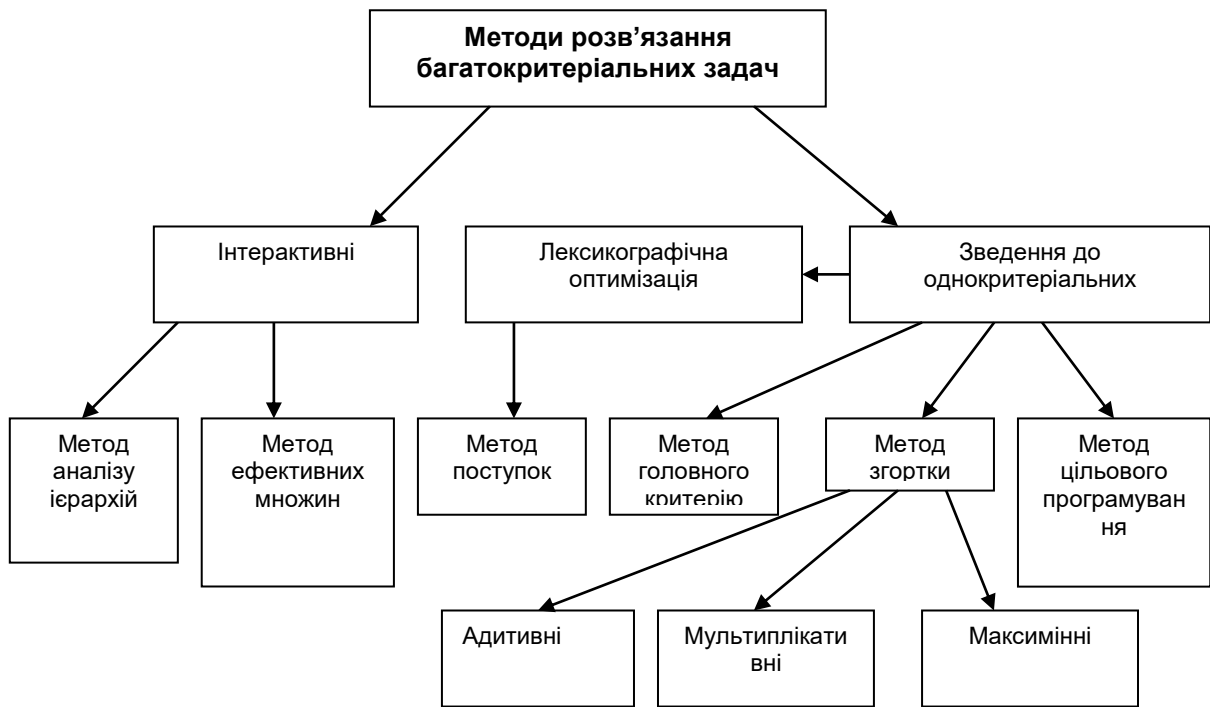 Методи розв’язання
багатокритеріальних задач
Інтерактивні
Лексикографічна
оптимізація
Зведення до
однокритеріальних
Метод
аналізу
ієрархій
Метод
ефективних
множин
Метод
поступок
Метод
головного
критерію
Метод
згортки
Метод
цільового
програмуван
ня
Адитивні
Мультиплікати
вні
Максимінні